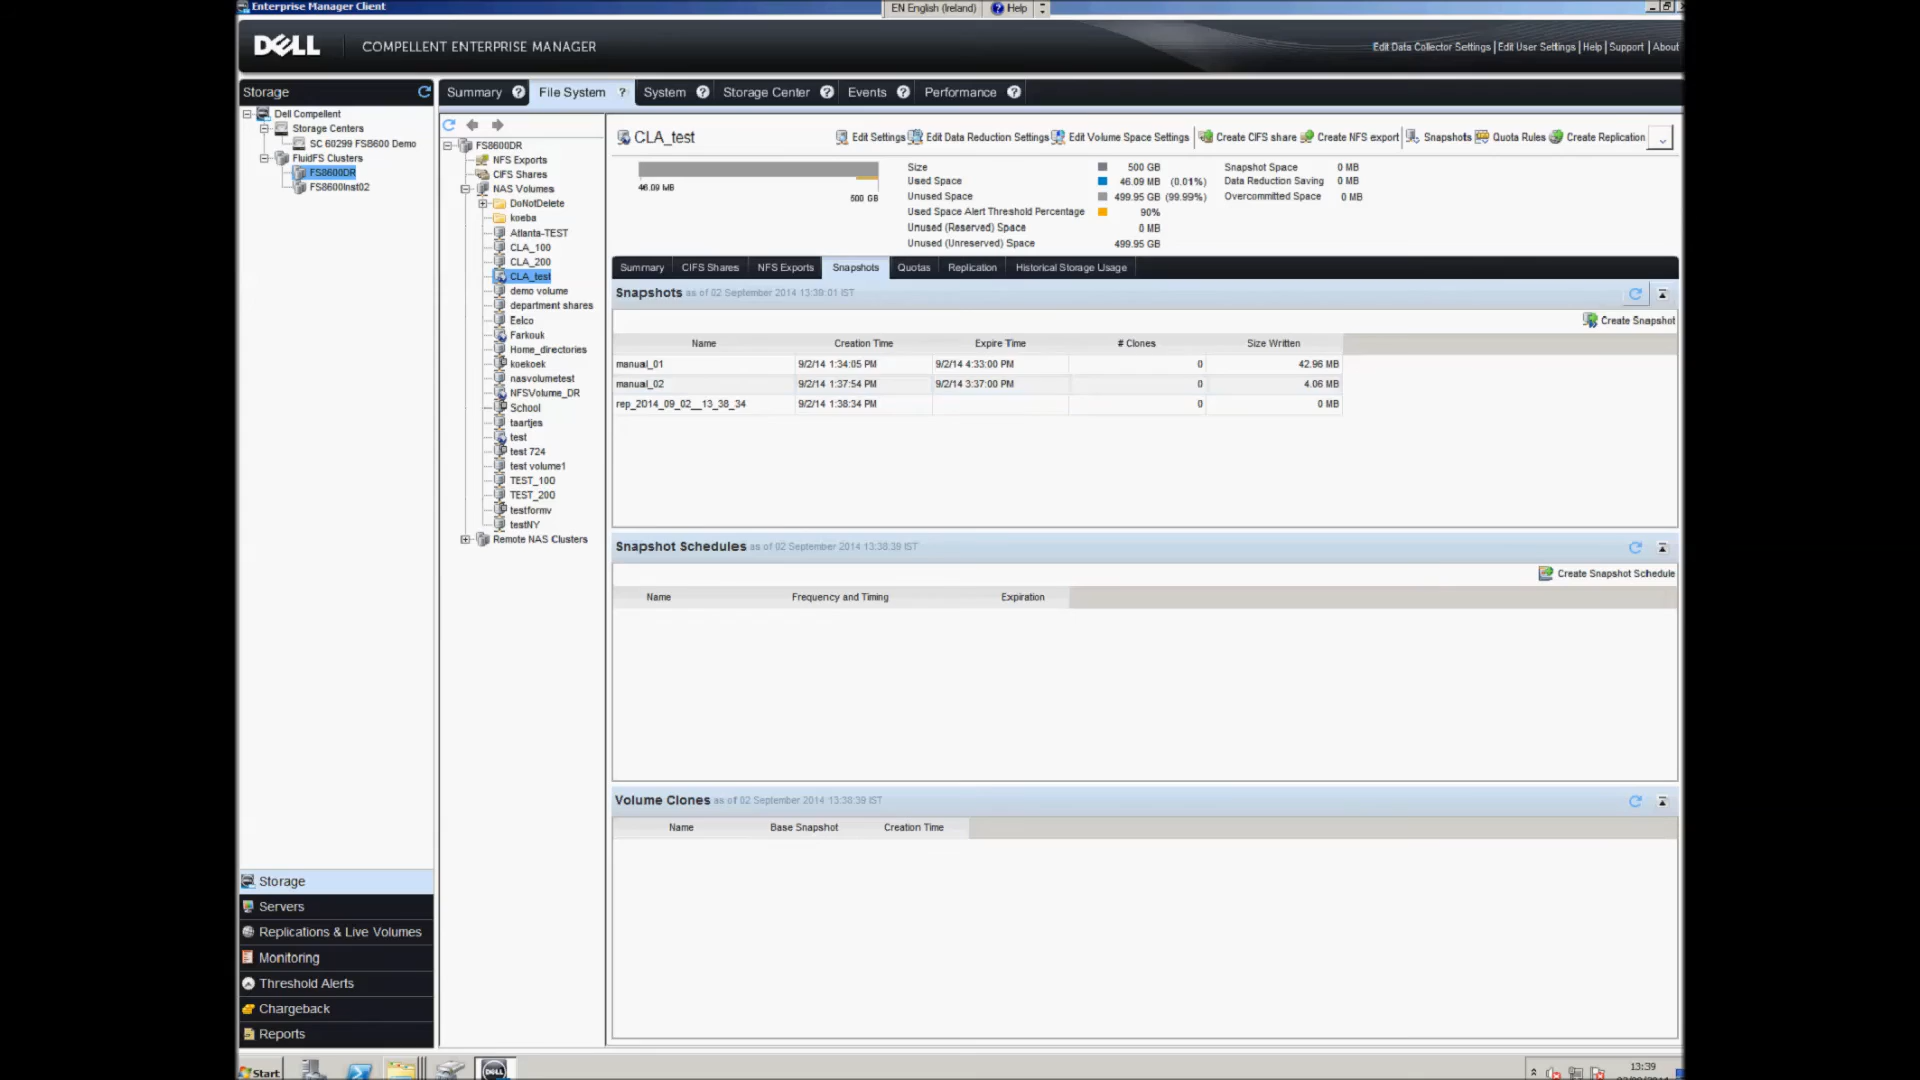 Enterprise Manager Client
EN English (Ireland) Help
DELL COMPELLENT ENTERPRISE MANAGER
Edit Data Collector Settings | Edit User Settings | Help | Support | About
Storage
Dell Compellent
Storage Centers
SC 60299 FS8600 Demo
FluidFS Clusters
FS8600DR
FS8600Inst02
Summary ? File System ? System ? Storage Center ? Events ? Performance ?
FS8600DR
NFS Exports
CIFS Shares
NAS Volumes
DoNotDelete
koeba
Atlanta-TEST
CLA_100
CLA_200
CLA_test
demo volume
department shares
Eelco
Farkouk
Home_directories
koekoek
nasvolumetest
NFSVolume_DR
School
taartjes
test
test 724
test volume1
TEST_100
TEST_200
testformv
testNY
Remote NAS Clusters
CLA_test
Edit Settings Edit Data Reduction Settings Edit Volume Space Settings Create CIFS share Create NFS export Snapshots Quota Rules Create Replication
46.09 MB
500 GB
Size 500 GB
Used Space 46.09 MB (0.01%)
Unused Space 499.95 GB (99.99%)
Used Space Alert Threshold Percentage 90%
Unused (Reserved) Space 0 MB
Unused (Unreserved) Space 499.95 GB
Snapshot Space 0 MB
Data Reduction Saving 0 MB
Overcommitted Space 0 MB
Summary CIFS Shares NFS Exports Snapshots Quotas Replication Historical Storage Usage
Snapshots as of 02 September 2014 13:39:01 IST
Create Snapshot
Name Creation Time Expire Time # Clones Size Written
manual_01 9/2/14 1:34:05 PM 9/2/14 4:33:00 PM 0 42.96 MB
manual_02 9/2/14 1:37:54 PM 9/2/14 3:37:00 PM 0 4.06 MB
rep_2014_09_02__13_38_34 9/2/14 1:38:34 PM 0 0 MB
Snapshot Schedules as of 02 September 2014 13:38:39 IST
Create Snapshot Schedule
Name Frequency and Timing Expiration
Volume Clones as of 02 September 2014 13:38:39 IST
Name Base Snapshot Creation Time
Storage
Servers
Replications & Live Volumes
Monitoring
Threshold Alerts
Chargeback
Reports
Start
DELL
13:39